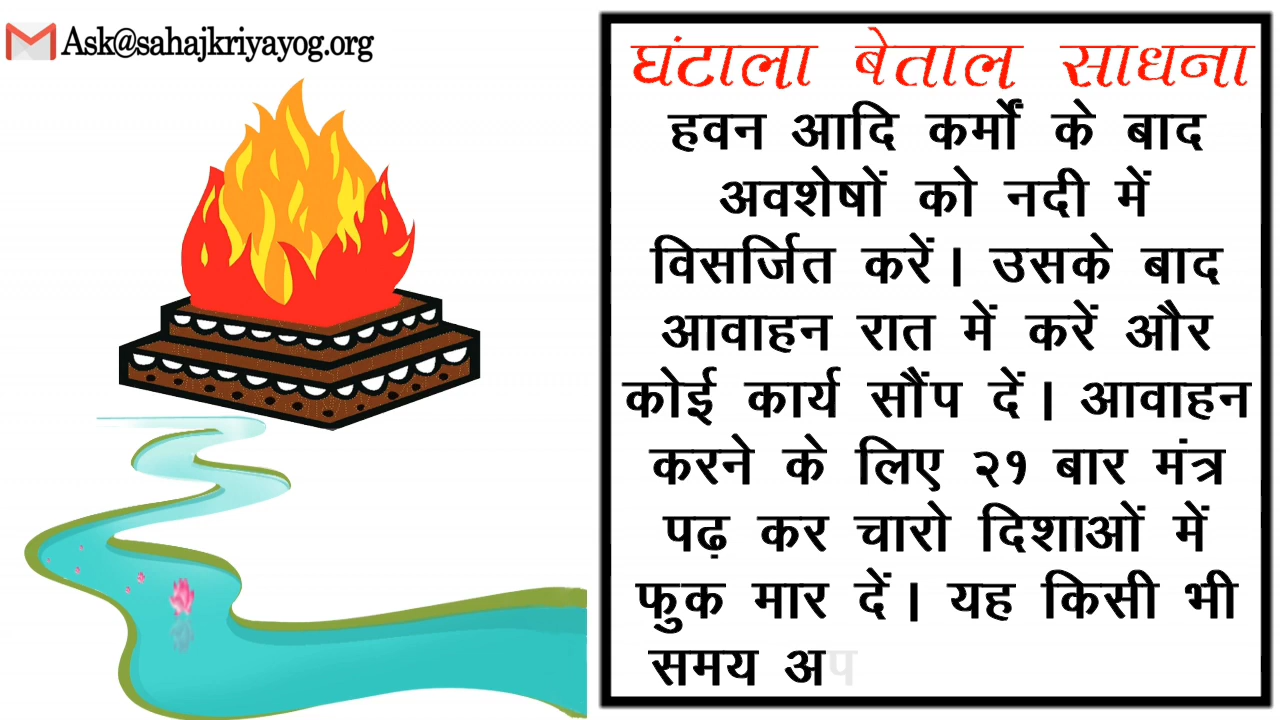 Ask@sahajkriyayog.org
घंटाला बेताल साधना
हवन आदि कर्मों के बाद
अवशेषों को नदी में
विसर्जित करें। उसके बाद
आवाहन रात में करें और
कोई कार्य सौंप दें। आवाहन
करने के लिए २१ बार मंत्र
पढ़ कर चारो दिशाओं में
फुक मार दें। यह किसी भी
समय अप